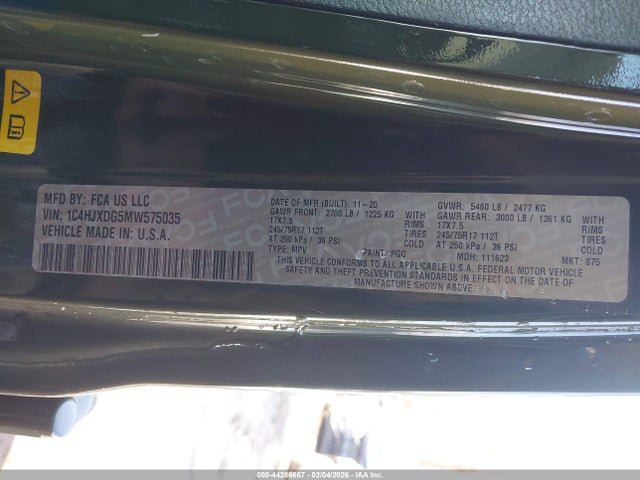 MFD BY: FCA US LLC
VIN: 1C4HJXDG5MW575035
VEHICLE MADE IN: U.S.A.
DATE OF MFR (BUILT): 11-20
GAWR FRONT: 2700 LB / 1225 KG WITH
17X7.5 RIMS
245/75R17 112T TIRES
AT 250 kPa / 36 PSI COLD
TYPE: MPV PAINT: PGG
GVWR: 5460 LB / 2477 KG
GAWR REAR: 3000 LB / 1361 KG WITH
17X7.5 RIMS
245/75R17 112T TIRES
AT 250 kPa / 36 PSI COLD
MDH: 111623 MKT: 875
THIS VEHICLE CONFORMS TO ALL APPLICABLE U.S.A. FEDERAL MOTOR VEHICLE
SAFETY AND THEFT PREVENTION STANDARDS IN EFFECT ON THE DATE OF
MANUFACTURE SHOWN ABOVE.
000-44286657 - 02/04/2026 - IAAI.com